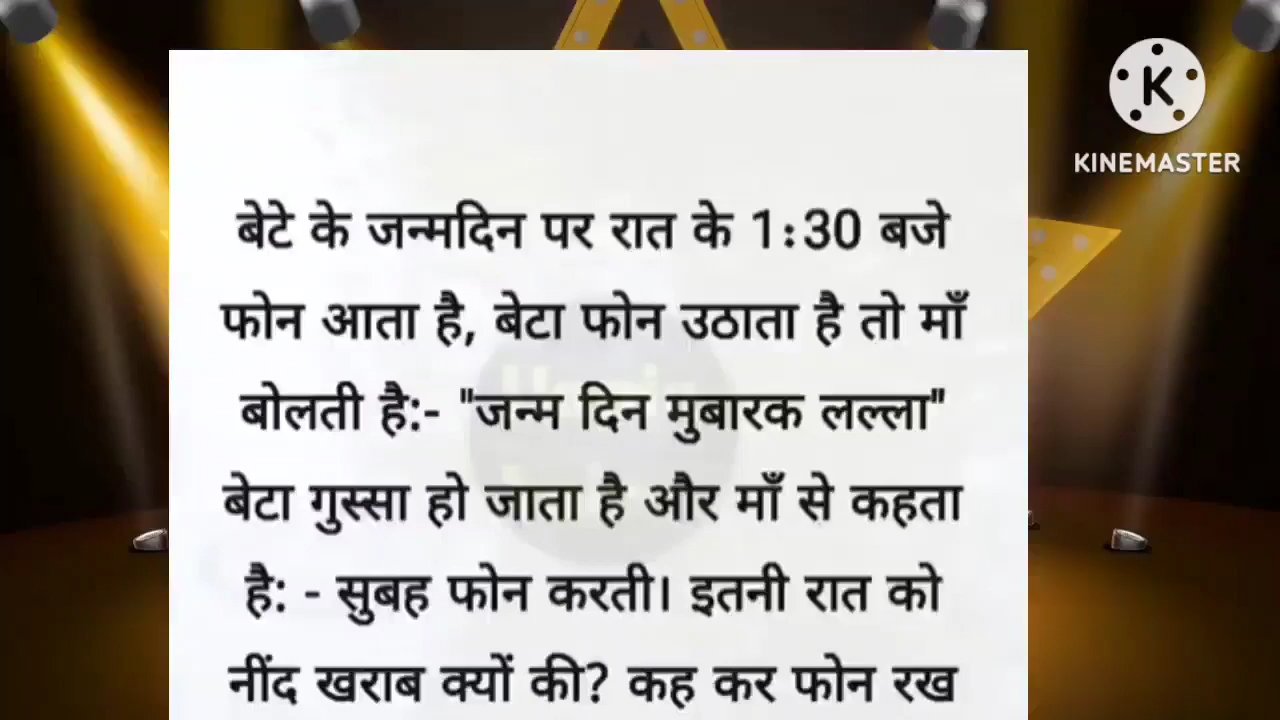 KINEMASTER
बेटे के जन्मदिन पर रात के 1:30 बजे
फोन आता है, बेटा फोन उठाता है तो माँ
बोलती है:- "जन्म दिन मुबारक लल्ला"
बेटा गुस्सा हो जाता है और माँ से कहता
है: - सुबह फोन करती। इतनी रात को
नींद खराब क्यों की? कह कर फोन रख